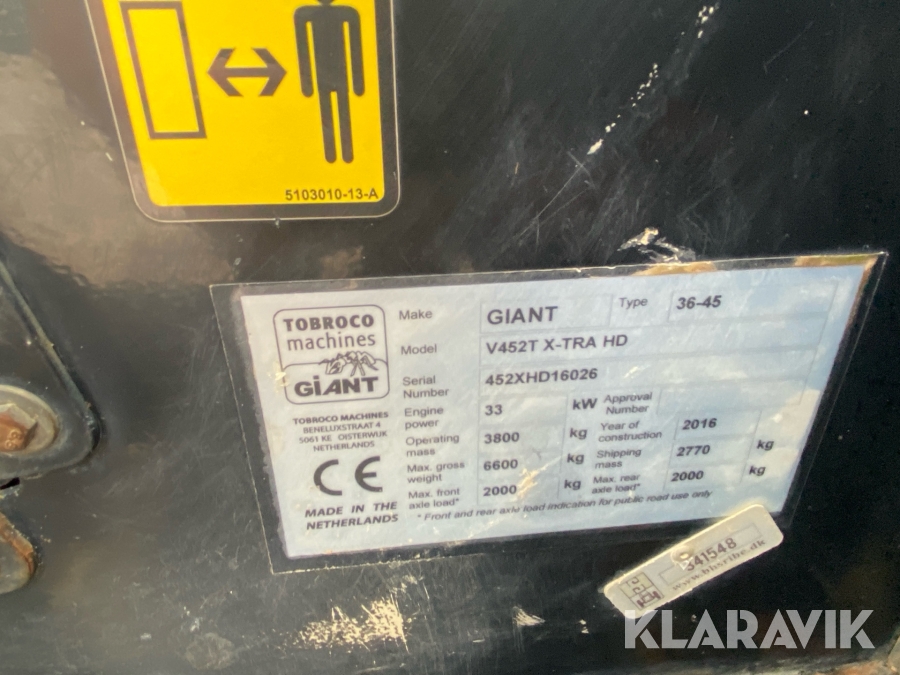 5103010-13-A
TOBROCO
machines
GiANT
TOBROCO MACHINES
BENELUXSTRAAT 4
5061 KE OISTERWIJK
NETHERLANDS
CE
MADE IN THE
NETHERLANDS
Make GIANT Type 36-45
Model V452T X-TRA HD
Serial Number 452XHD16026
Engine power 33 kW Approval Number
Operating mass 3800 kg Year of construction 2016
Max. gross weight 6600 kg Shipping mass 2770 kg
Max. front axle load* 2000 kg Max. rear axle load* 2000 kg
* Front and rear axle load indication for public road use only
341548
KLARAVIK